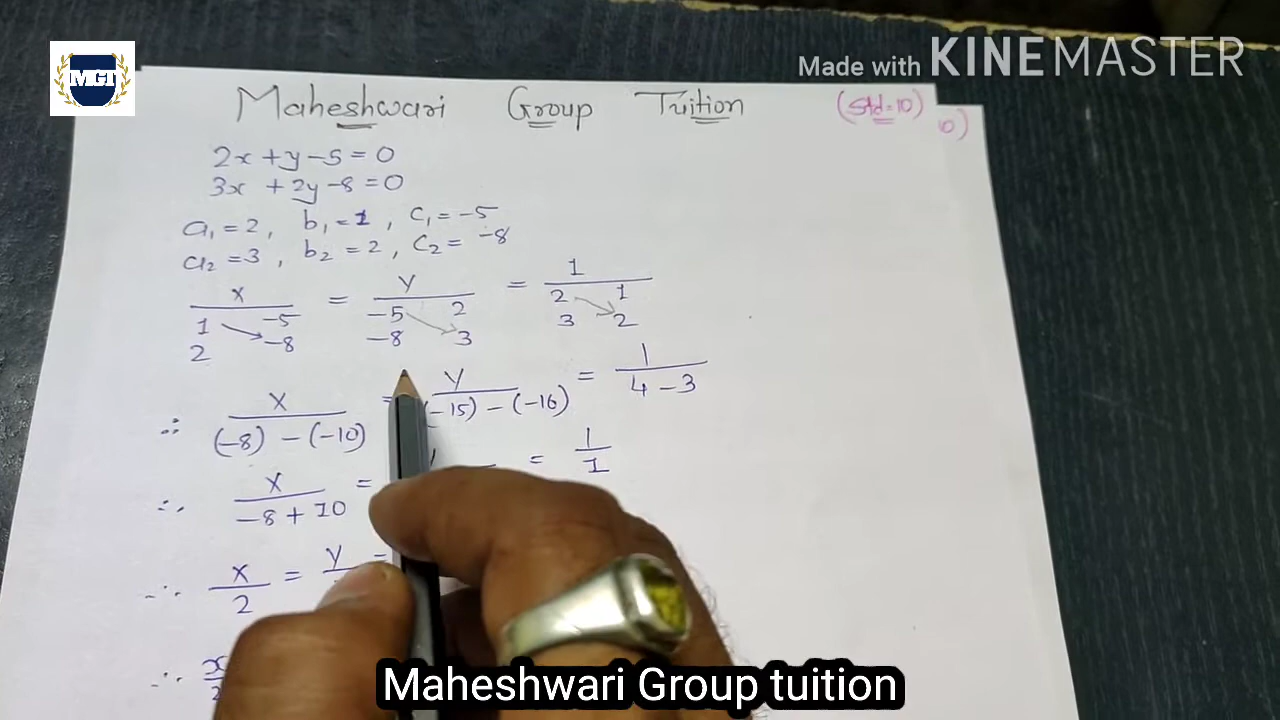 MGT
Made with KINEMASTER
Maheshwari Group Tuition (Std=10)
10)
2x + y - 5 = 0
3x + 2y - 8 = 0
a₁ = 2, b₁ = 1, c₁ = -5
a₂ = 3, b₂ = 2, c₂ = -8
x = y = 1
1 -5 -5 2 2 1
2 -8 -8 3 3 2
∴ x = y = 1
(-8) - (-10) (-15) - (-16) 4 - 3
∴ x = = 1
-8 + 10 1
∴ x = y =
2
∴ x
Maheshwari Group tuition